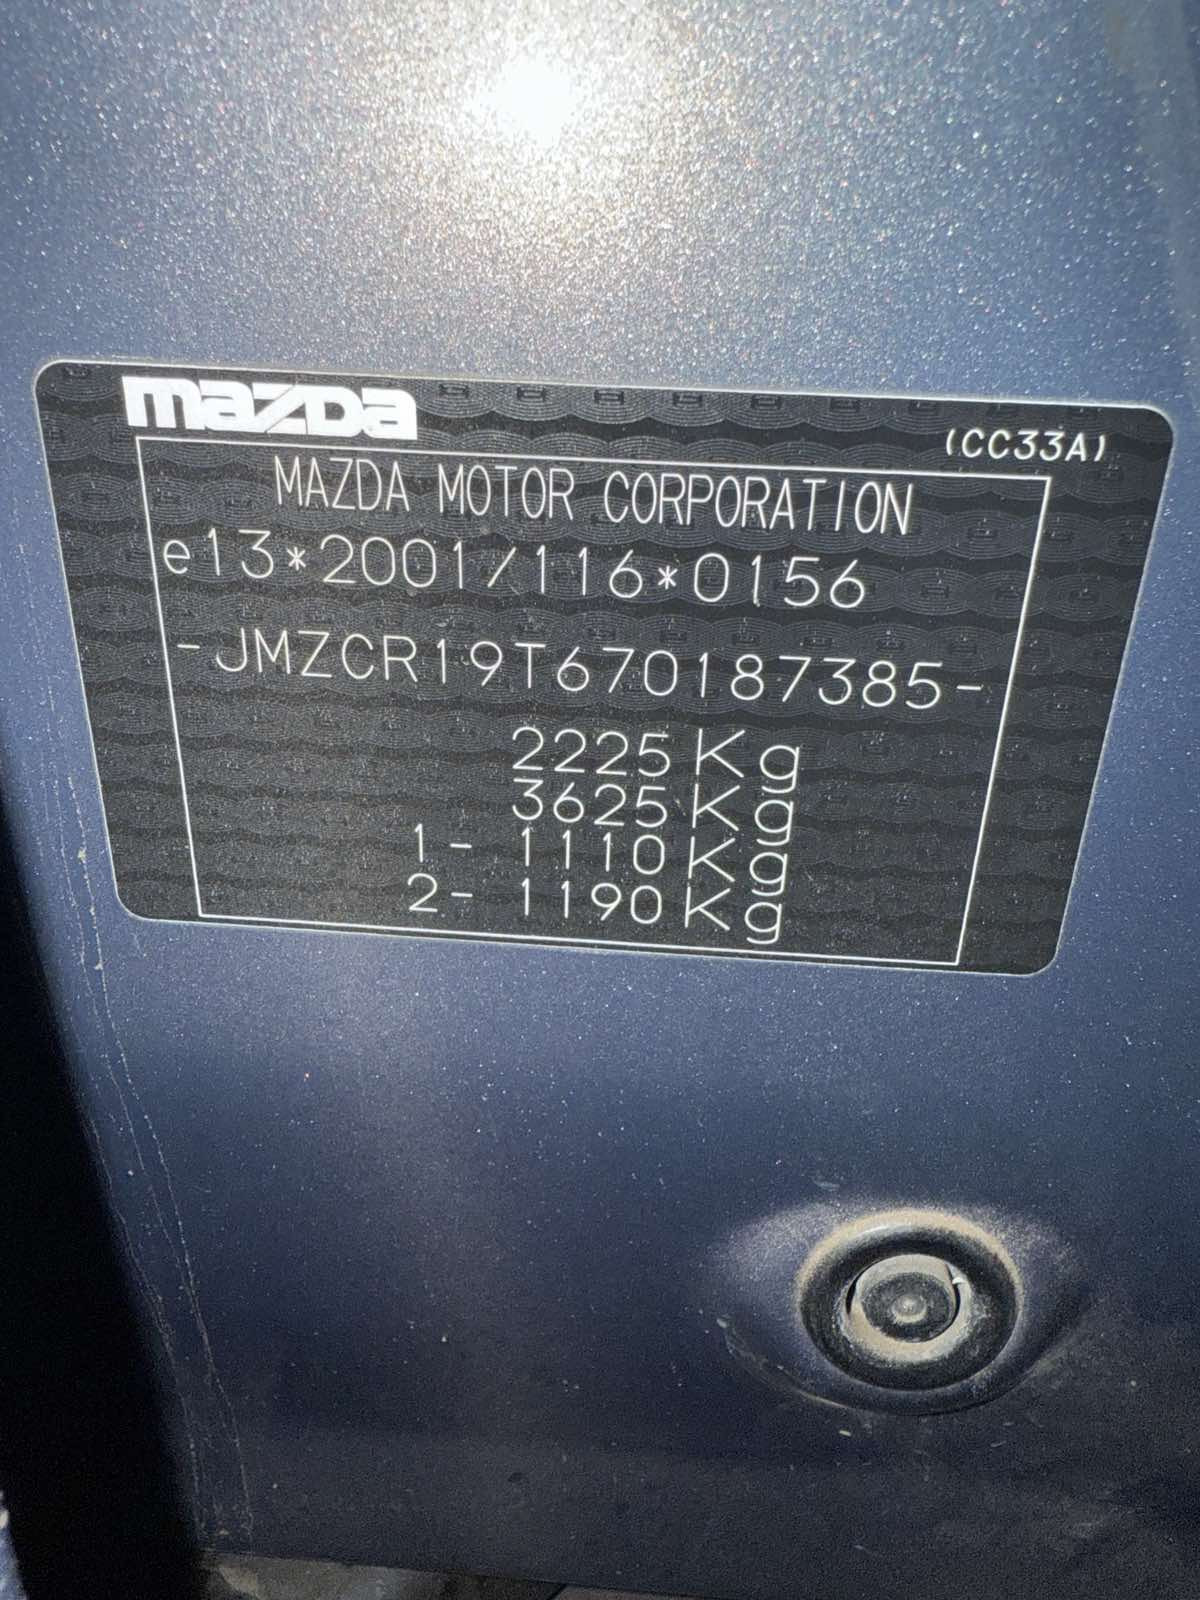 mazda
(CC33A)
MAZDA MOTOR CORPORATION
e13*2001/116*0156
-JMZCR19T670187385-
2225Kg
3625Kg
1- 1110Kg
2- 1190Kg